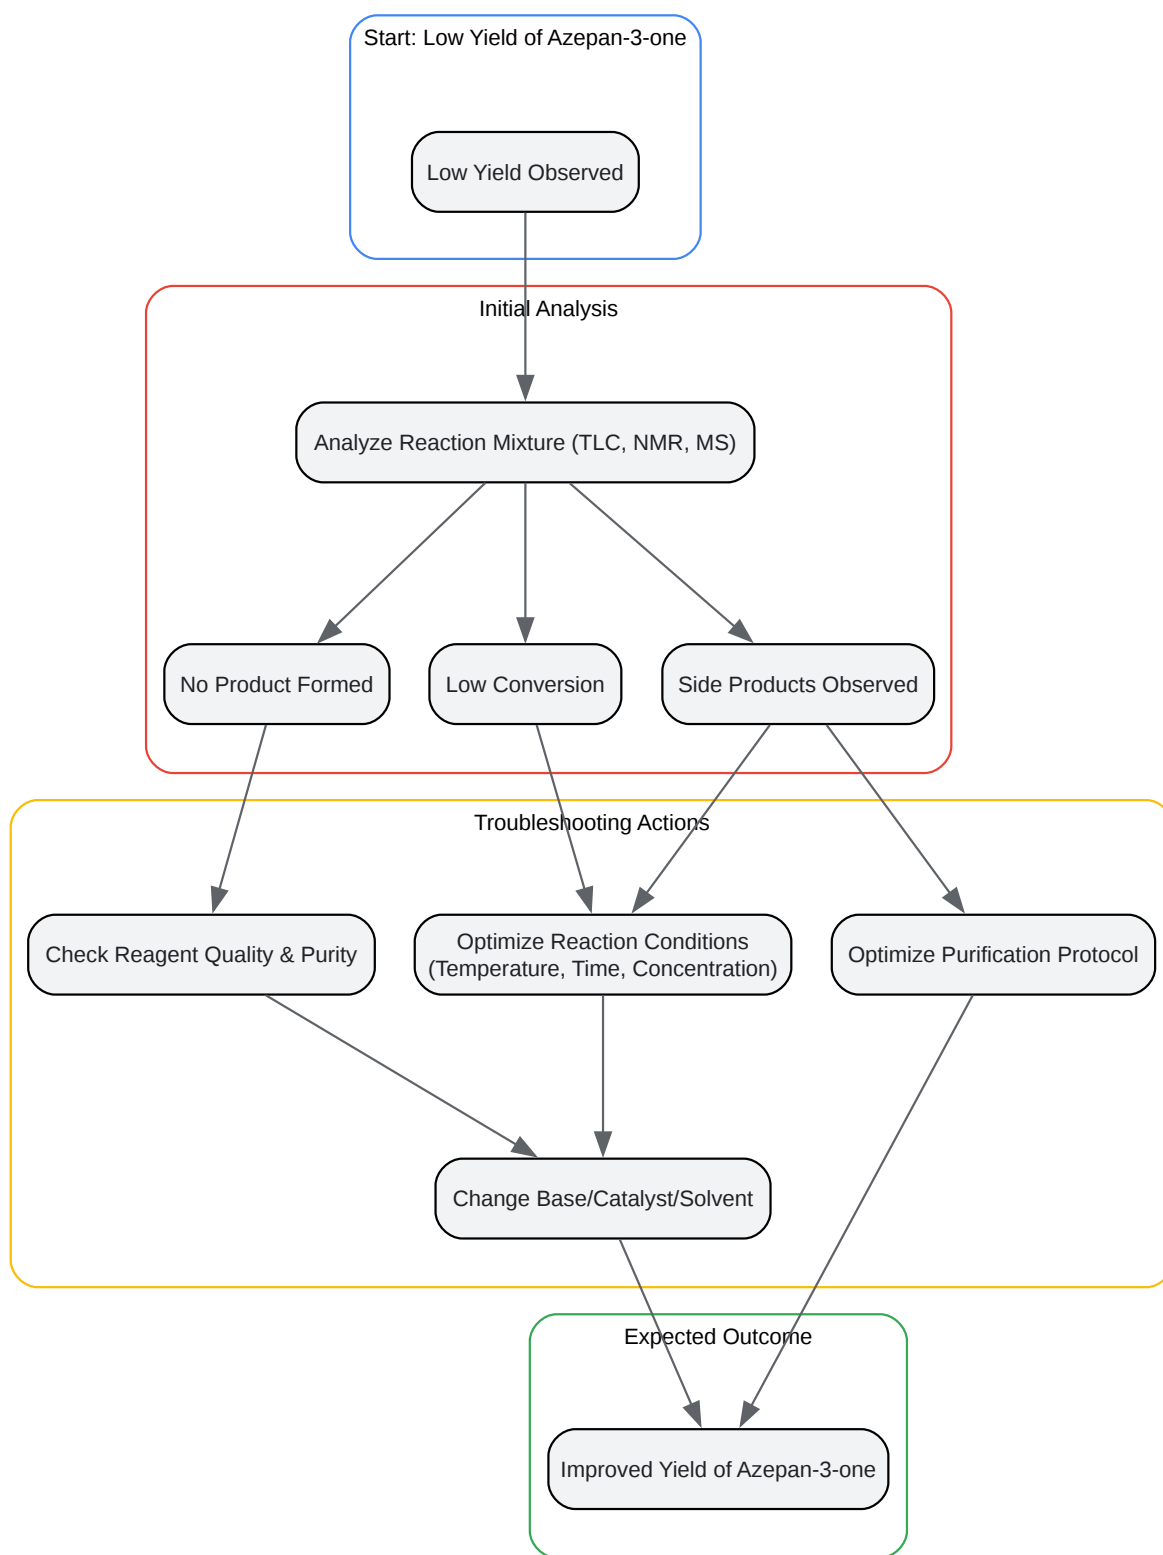 Start: Low Yield of Azepan-3-one
Low Yield Observed
Initial Analysis
Analyze Reaction Mixture (TLC, NMR, MS)
No Product Formed
Low Conversion
Side Products Observed
Troubleshooting Actions
Check Reagent Quality & Purity
Optimize Reaction Conditions
(Temperature, Time, Concentration)
Optimize Purification Protocol
Change Base/Catalyst/Solvent
Expected Outcome
Improved Yield of Azepan-3-one